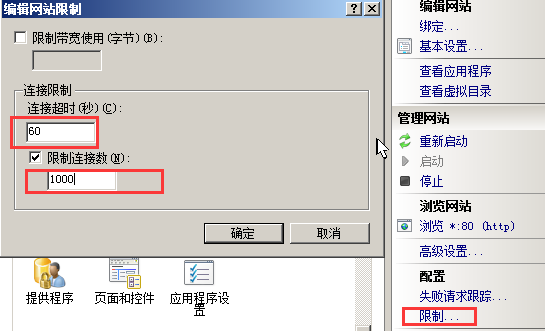 编辑网站限制
限制带宽使用(字节)(B):
连接限制
连接超时(秒)(C):
60
限制连接数(N):
1000
确定
取消
提供程序
页面和控件
应用程序设
置
编辑网站
绑定...
基本设置...
查看应用程序
查看虚拟目录
管理网站
重新启动
启动
停止
浏览网站
浏览 *:80 (http)
高级设置...
配置
失败请求跟踪...
限制...